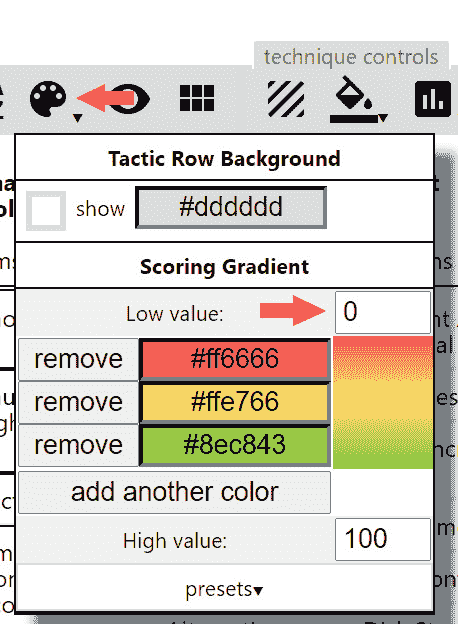 technique controls
Tactic Row Background
show #dddddd
Scoring Gradient
Low value: 0
remove #ff6666
remove #ffe766
remove #8ec843
add another color
High value: 100
presets▾